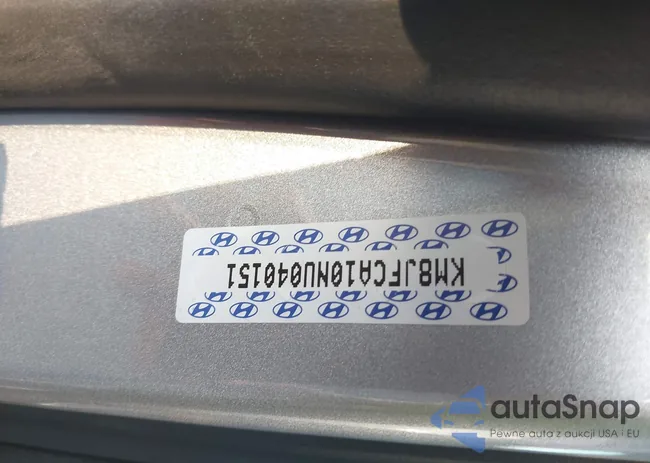 KM8JFCA10NU040151
autaSnap
Pewne auta z aukcji USA i EU